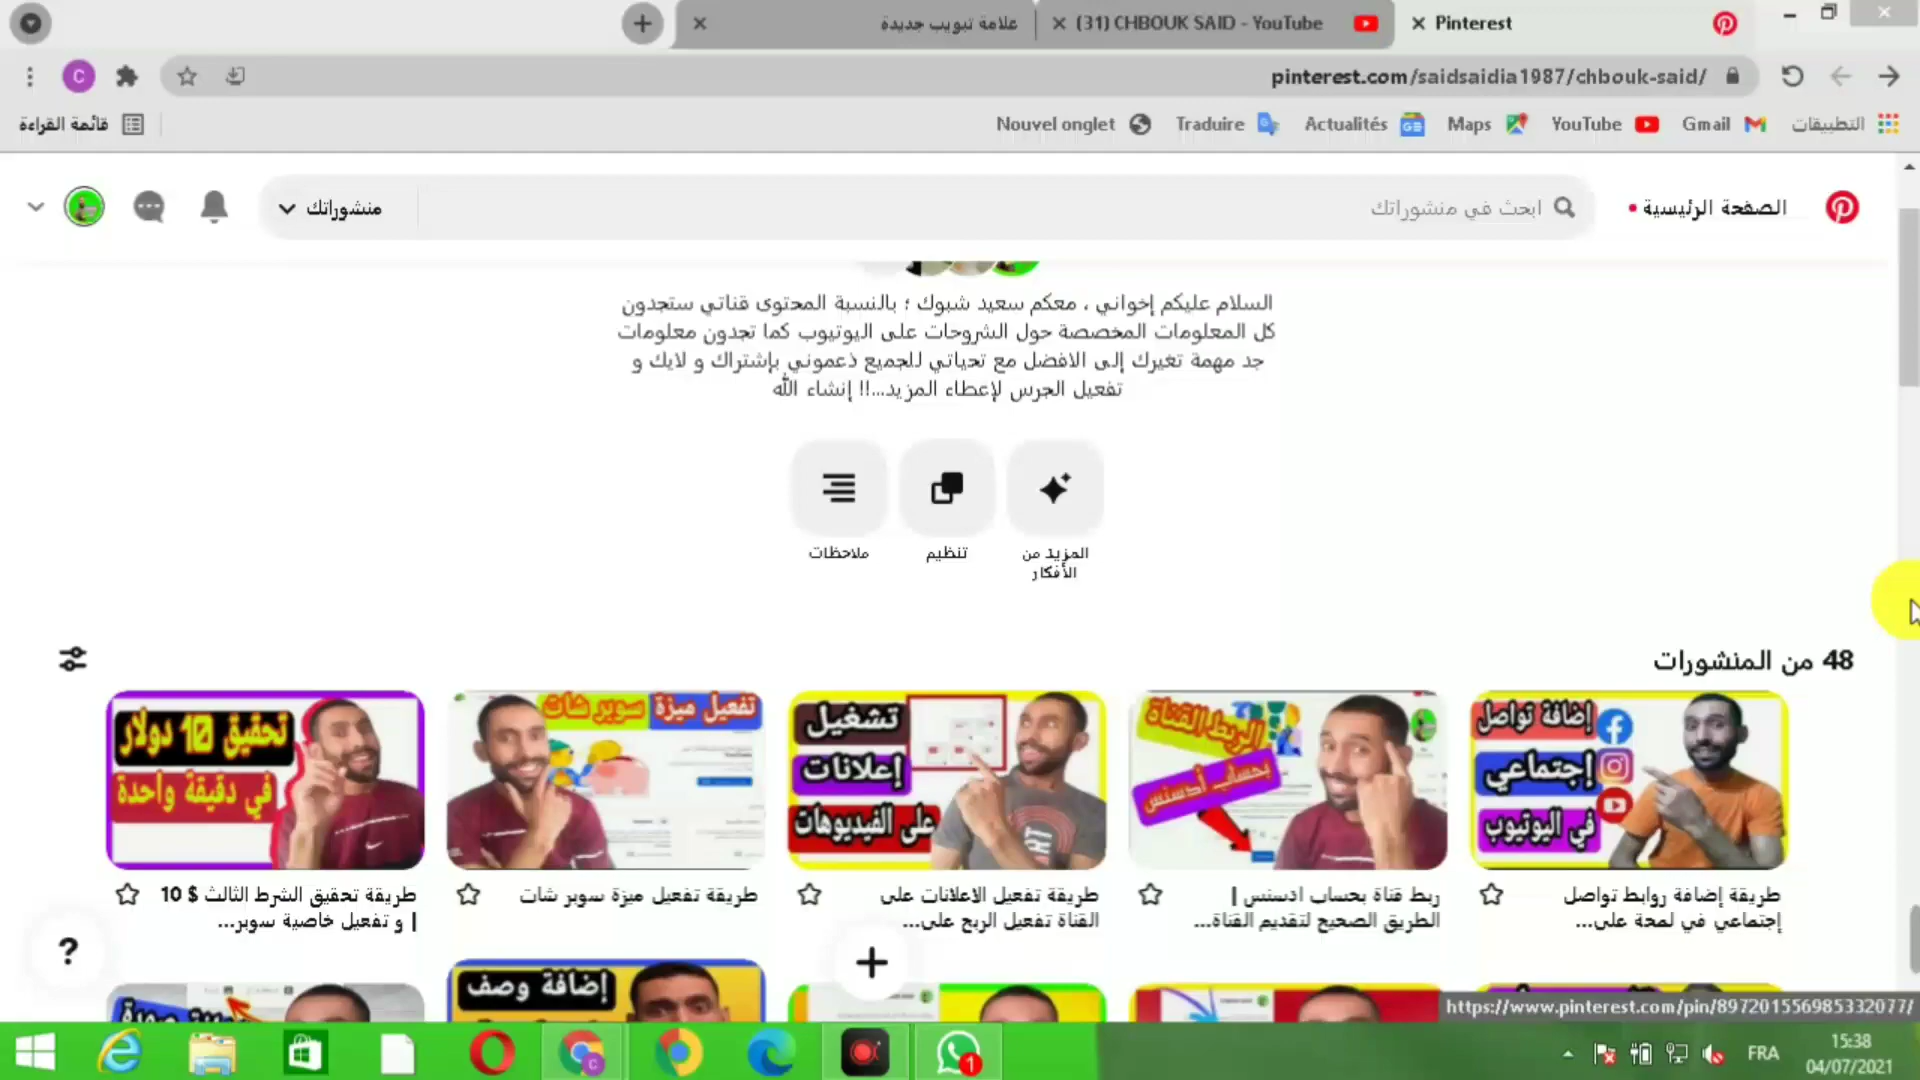 علامة تبويب جديدة
(31) CHBOUK SAID - YouTube
Pinterest
C
pinterest.com/saidsaidia1987/chbouk-said/
التطبيقات
Gmail
YouTube
Maps
Actualités
Traduire
Nouvel onglet
قائمة القراءة
الصفحة الرئيسية
ابحث في منشوراتك
منشوراتك
السلام عليكم إخواني ، معكم سعيد شبوك ؛ بالنسبة المحتوى قناتي ستجدون
كل المعلومات المخصصة حول الشروحات على اليوتيوب كما تجدون معلومات
جد مهمة تغيرك إلى الافضل مع تحياتي للجميع ذعموني بإشتراك و لايك و
تفعيل الجرس لإعطاء المزيد...!! إنشاء الله
المزيد من
الأفكار
تنظيم
ملاحظات
48 من المنشورات
إضافة تواصل
إجتماعي
في اليوتيوب
الربط القناة
بحساب أدسنس
تشغيل
إعلانات
على الفيديوهات
تفعيل ميزة سوبر شات
تحقيق 10 دولار
في دقيقة واحدة
طريقة إضافة روابط تواصل
إجتماعي في لمحة على...
ربط قناة بحساب ادسنس |
الطريق الصحيح لتقديم القناة...
طريقة تفعيل الاعلانات على
القناة تفعيل الربح على...
طريقة تفعيل ميزة سوبر شات
طريقة تحقيق الشرط الثالث $ 10
| و تفعيل خاصية سوبر...
?
إضافة وصف
https://www.pinterest.com/pin/897201556985332077/
C
1
FRA
15:38
04/07/2021